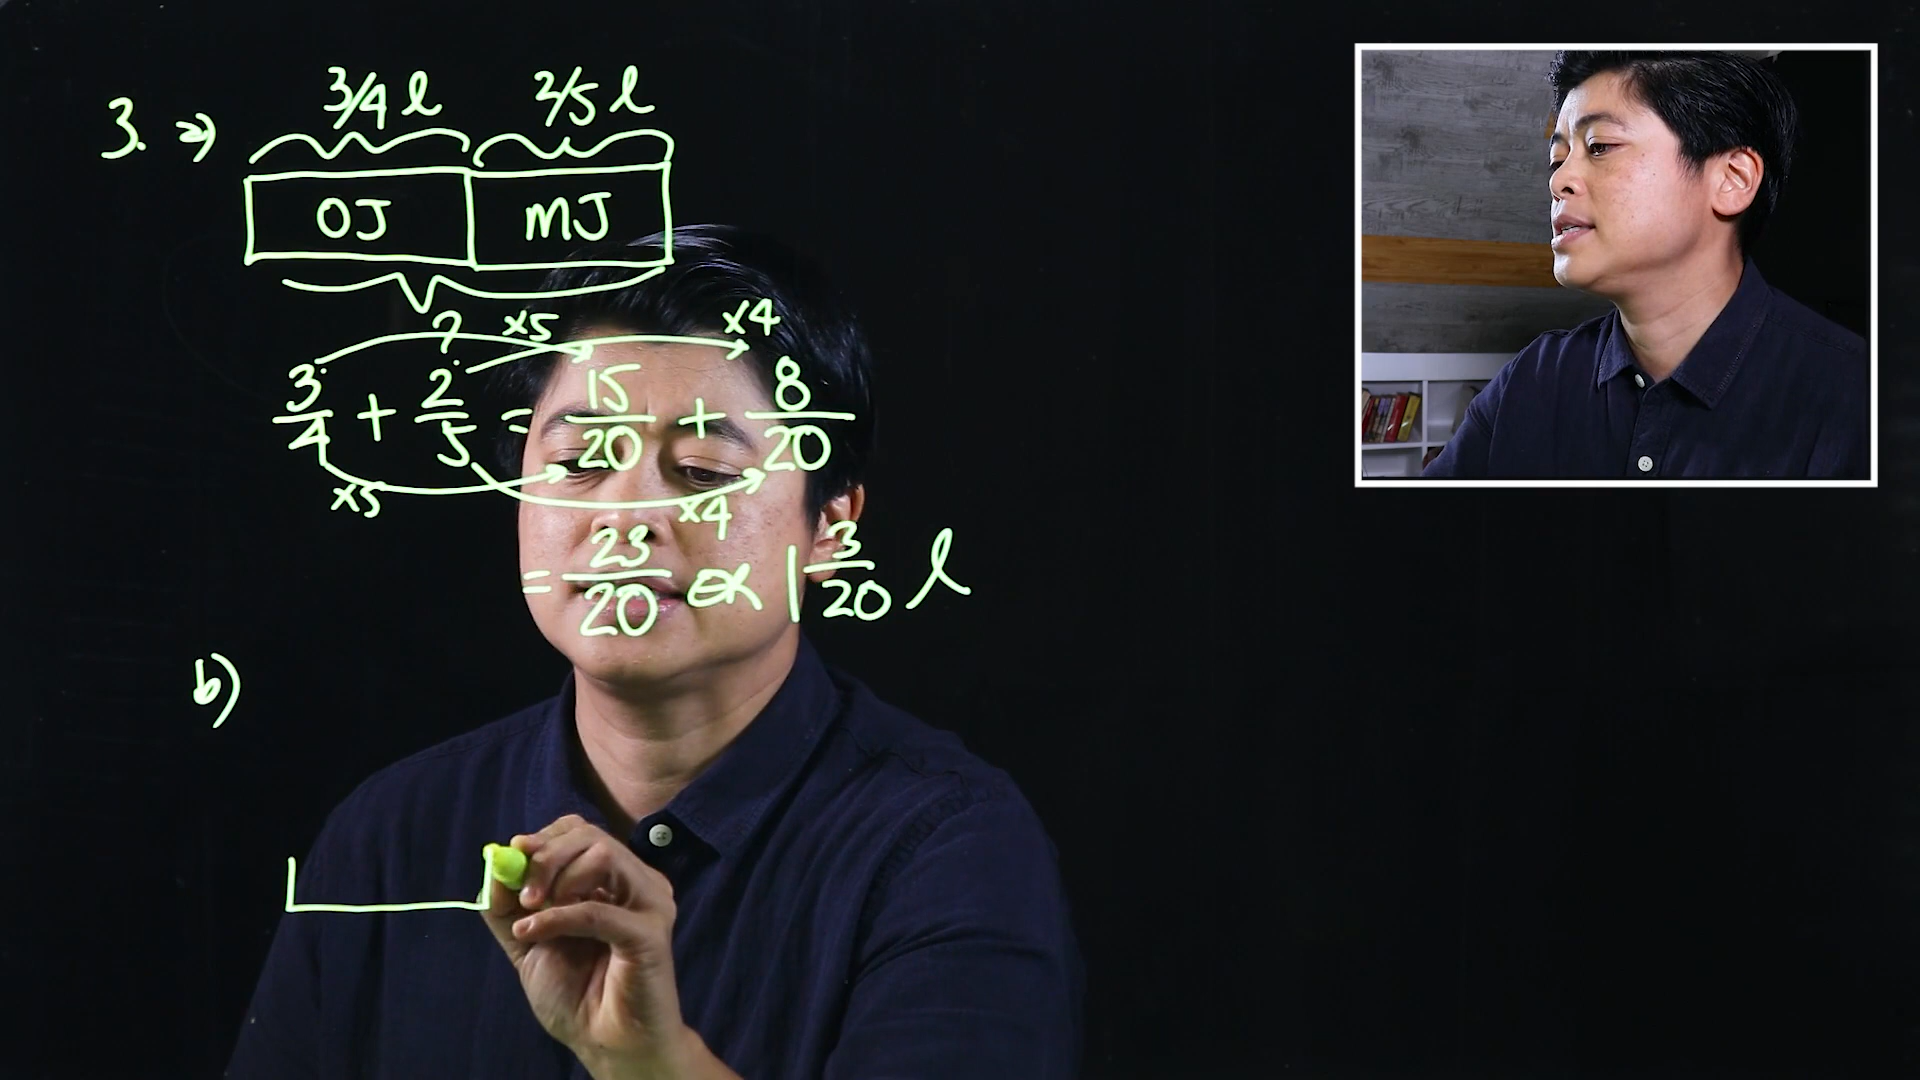 3/4 l 2/5 l
3. a)
OJ MJ
?
×5 ×4
3/4 + 2/5 = 15/20 + 8/20
×5 ×4
= 23/20 or 1 3/20 l
b)